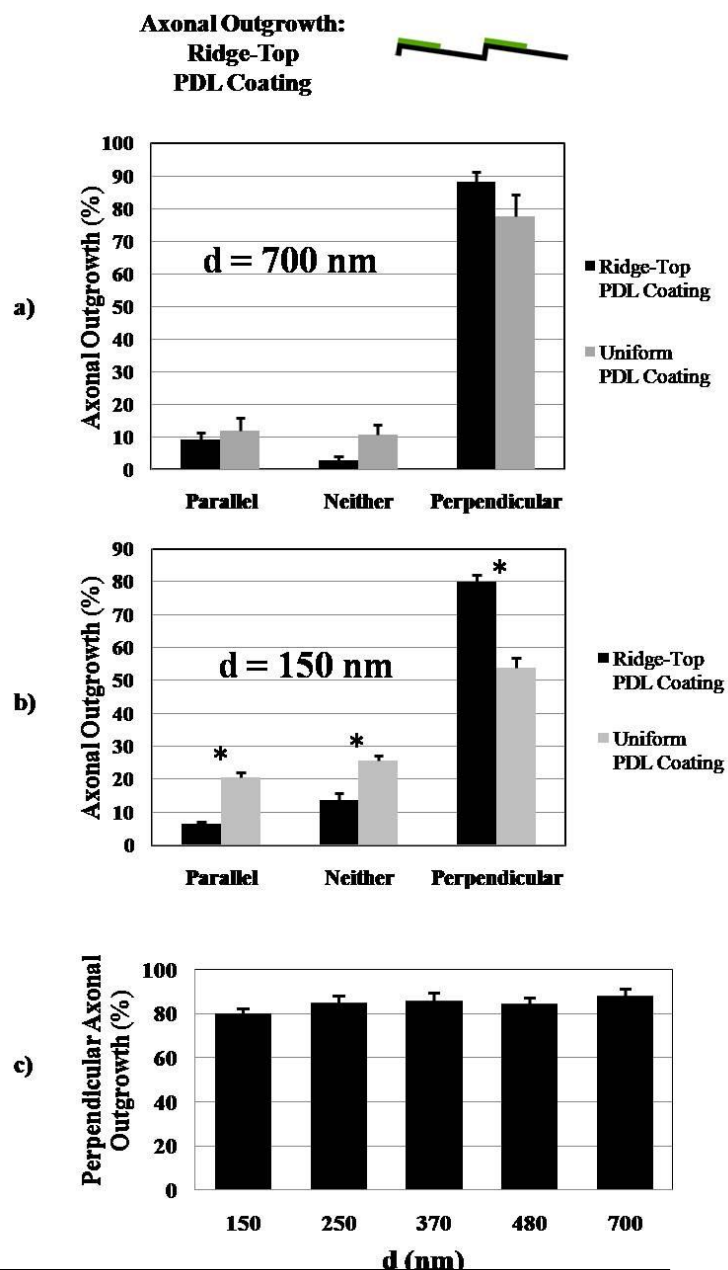 Axonal Outgrowth:
Ridge-Top
PDL Coating
a)
Axonal Outgrowth (%)
100
90
80
70
60
50
40
30
20
10
0
d = 700 nm
Parallel
Neither
Perpendicular
Ridge-Top
PDL Coating
Uniform
PDL Coating
b)
Axonal Outgrowth (%)
90
80
70
60
50
40
30
20
10
0
d = 150 nm
*
*
*
Parallel
Neither
Perpendicular
Ridge-Top
PDL Coating
Uniform
PDL Coating
c)
Perpendicular Axonal
Outgrowth (%)
100
80
60
40
20
0
150
250
370
480
700
d (nm)